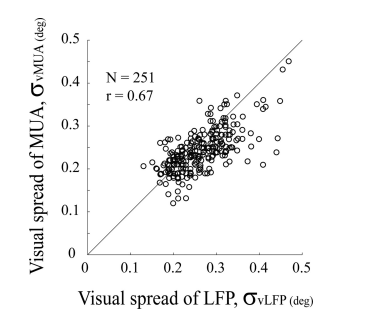 0.5
0.4
N = 251
r = 0.67
0.3
0.2
0.1
0
0 0.1 0.2 0.3 0.4 0.5
Visual spread of MUA, σvMUA (deg)
Visual spread of LFP, σvLFP (deg)